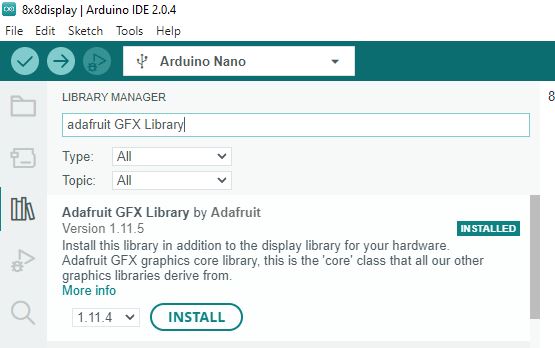 8x8display | Arduino IDE 2.0.4
File Edit Sketch Tools Help
Arduino Nano
LIBRARY MANAGER
8
adafruit GFX Library
Type: All
Topic: All
Adafruit GFX Library by Adafruit
Version 1.11.5
INSTALLED
Install this library in addition to the display library for your hardware.
Adafruit GFX graphics core library, this is the 'core' class that all our other
graphics libraries derive from.
More info
1.11.4 INSTALL